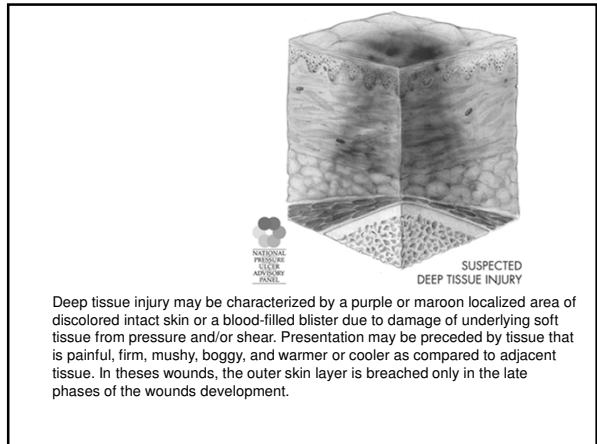 NATIONAL
PRESSURE
ULCER
ADVISORY
PANEL
SUSPECTED
DEEP TISSUE INJURY
Deep tissue injury may be characterized by a purple or maroon localized area of
discolored intact skin or a blood-filled blister due to damage of underlying soft
tissue from pressure and/or shear. Presentation may be preceded by tissue that
is painful, firm, mushy, boggy, and warmer or cooler as compared to adjacent
tissue. In theses wounds, the outer skin layer is breached only in the late
phases of the wounds development.